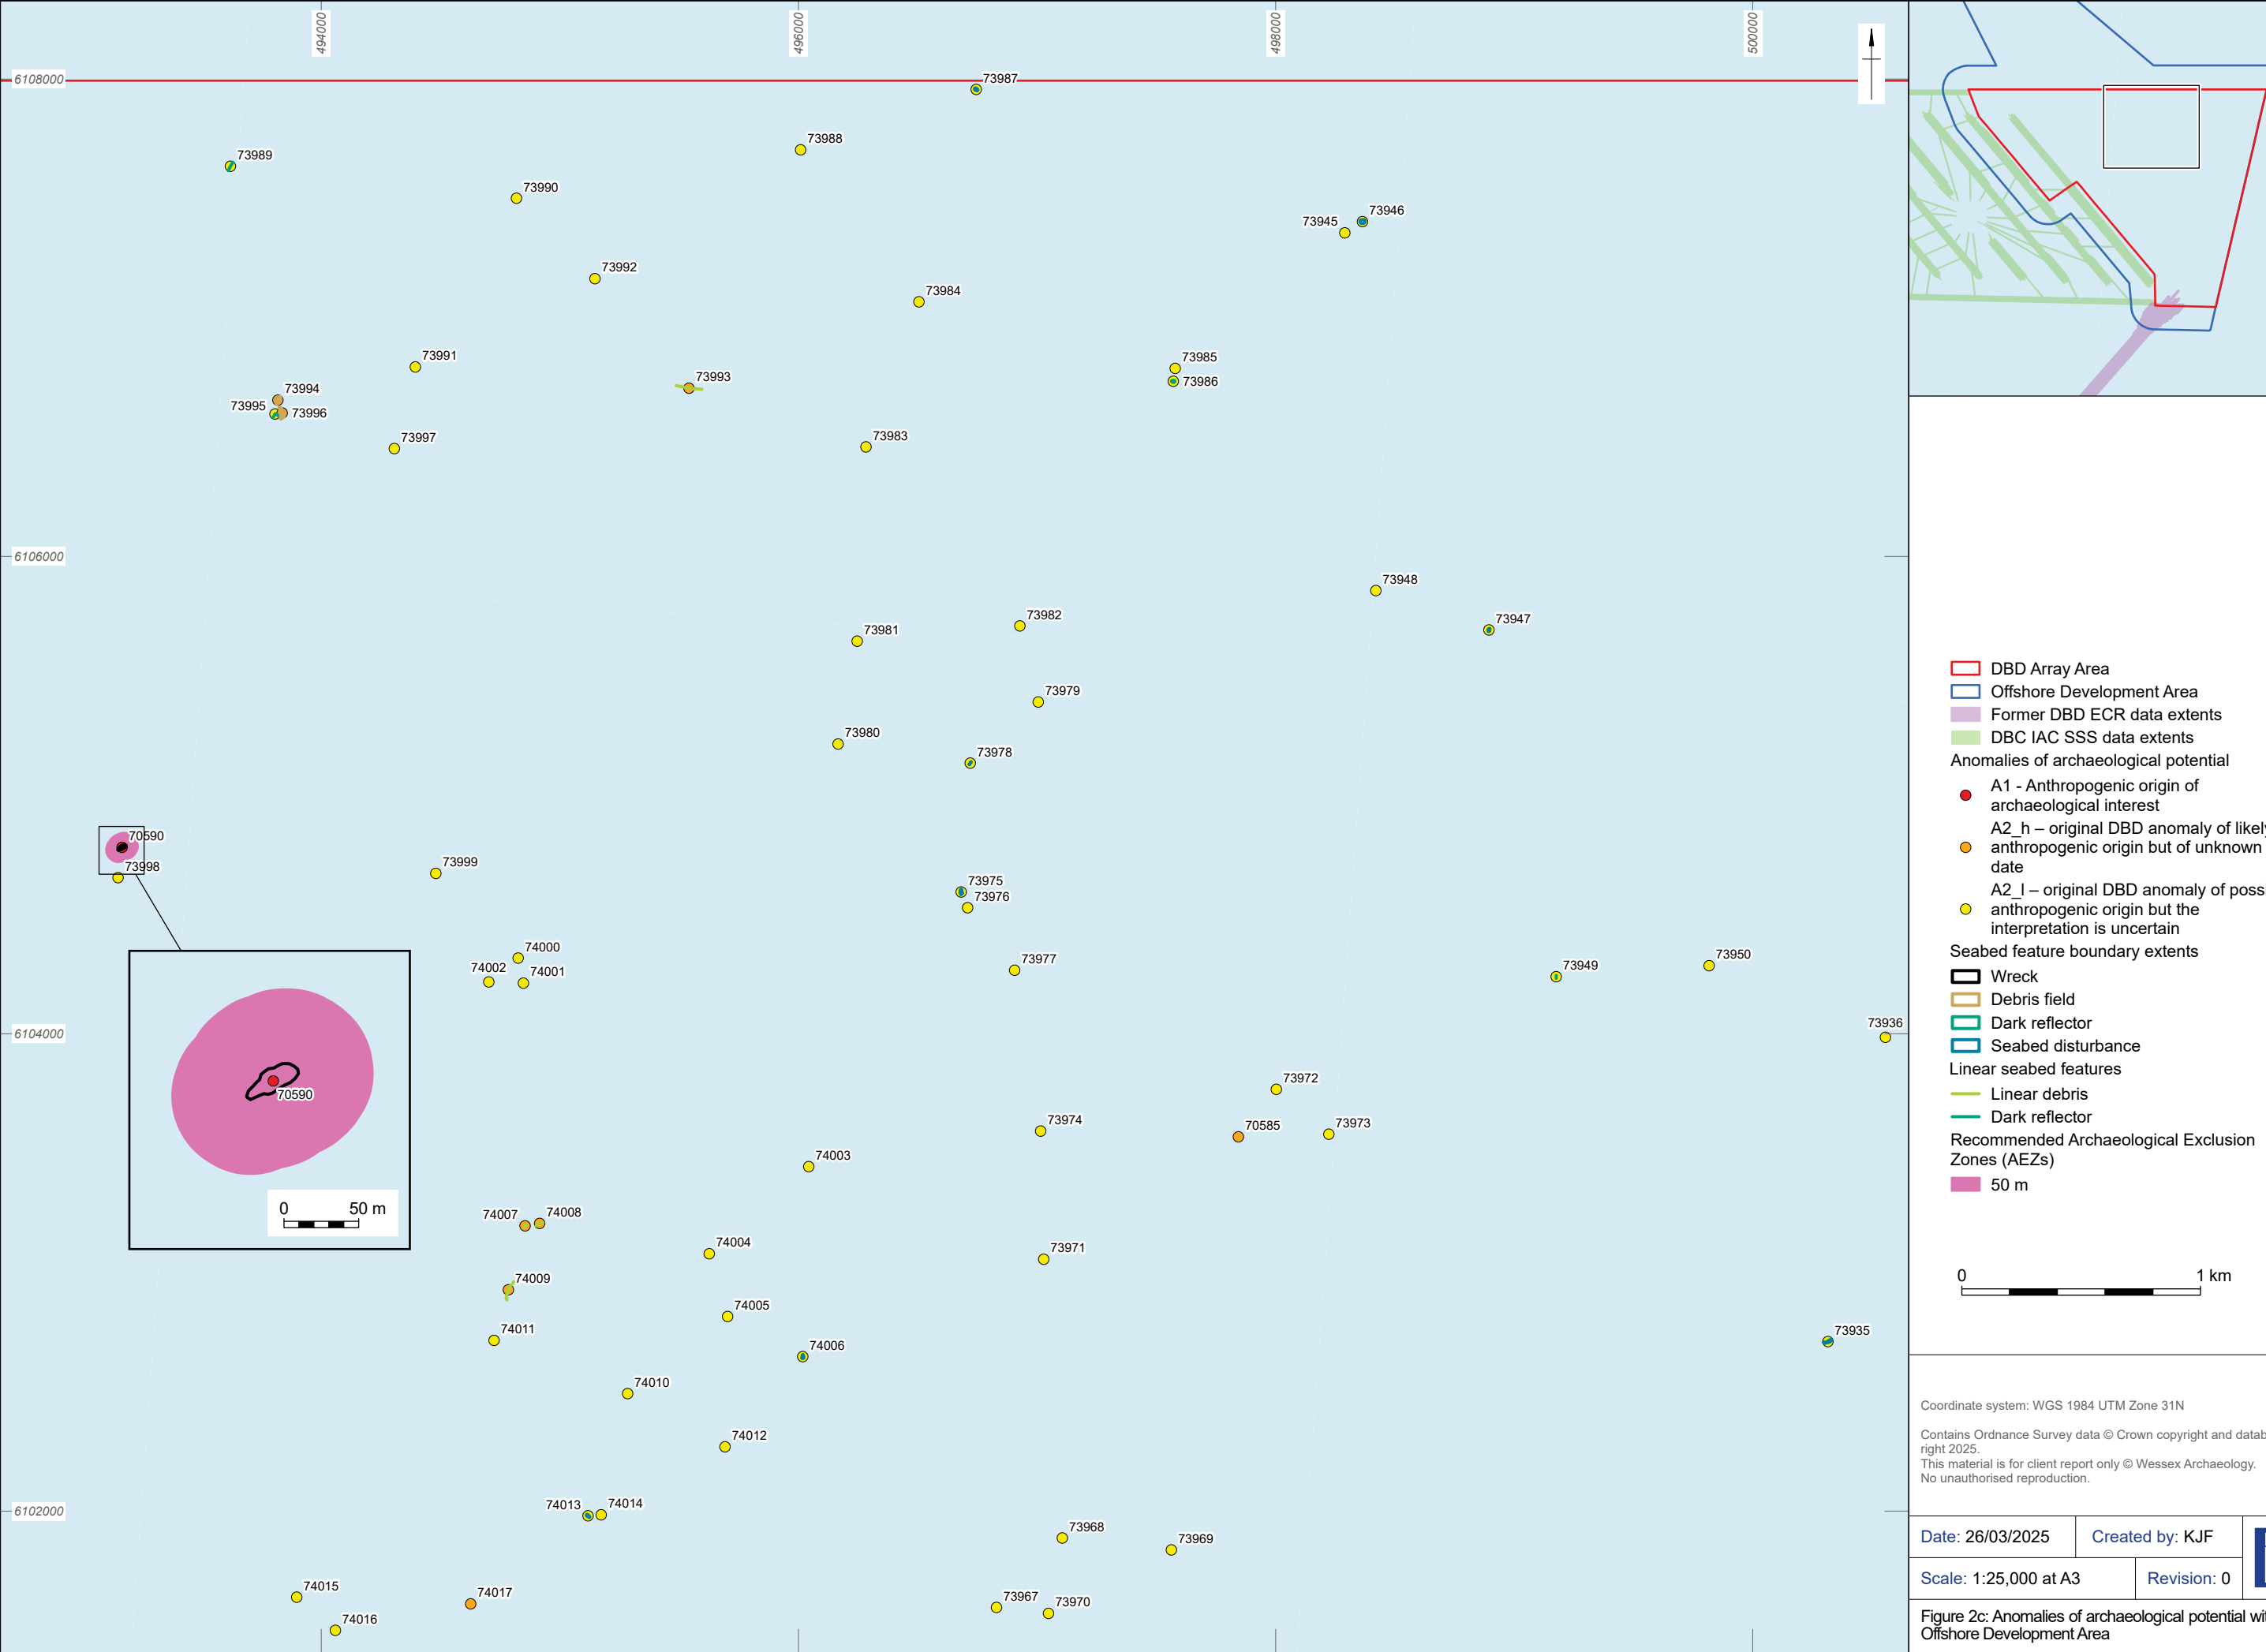 494000
496000
498000
500000
6108000
73987
73988
73989
73990
73945
73946
73992
73984
73991
73985
73993
73986
73994
73995
73996
73997
73983
6106000
73948
73982
73947
73981
73979
73980
73978
70590
73998
73999
73975
73976
74000
73977
73950
74002
74001
73949
73936
6104000
73972
73974
70585
73973
70590
74003
0 50 m
74007
74008
74004
73971
74009
74005
74011
74006
73935
74010
74012
74013
74014
6102000
73968
73969
74015
74017
73967
73970
74016
DBD Array Area
Offshore Development Area
Former DBD ECR data extents
DBC IAC SSS data extents
Anomalies of archaeological potential
A1 - Anthropogenic origin of
archaeological interest
A2_h – original DBD anomaly of likely
anthropogenic origin but of unknown
date
A2_l – original DBD anomaly of poss
anthropogenic origin but the
interpretation is uncertain
Seabed feature boundary extents
Wreck
Debris field
Dark reflector
Seabed disturbance
Linear seabed features
Linear debris
Dark reflector
Recommended Archaeological Exclusion
Zones (AEZs)
50 m
0 1 km
Coordinate system: WGS 1984 UTM Zone 31N
Contains Ordnance Survey data © Crown copyright and datab
right 2025.
This material is for client report only © Wessex Archaeology.
No unauthorised reproduction.
Date: 26/03/2025 Created by: KJF
Scale: 1:25,000 at A3 Revision: 0
Figure 2c: Anomalies of archaeological potential wit
Offshore Development Area